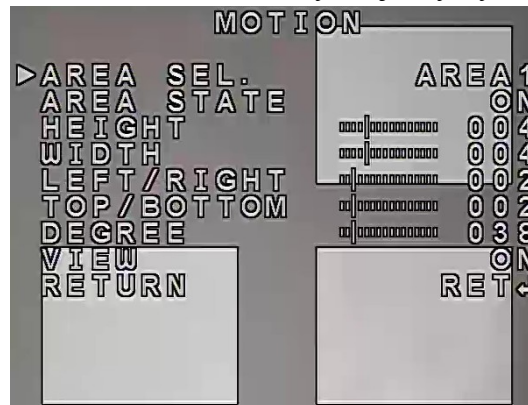 MOTION
AREA SEL. AREA1
AREA STATE ON
HEIGHT 004
WIDTH 004
LEFT/RIGHT 002
TOP/BOTTOM 002
DEGREE 038
VIEW ON
RETURN RET